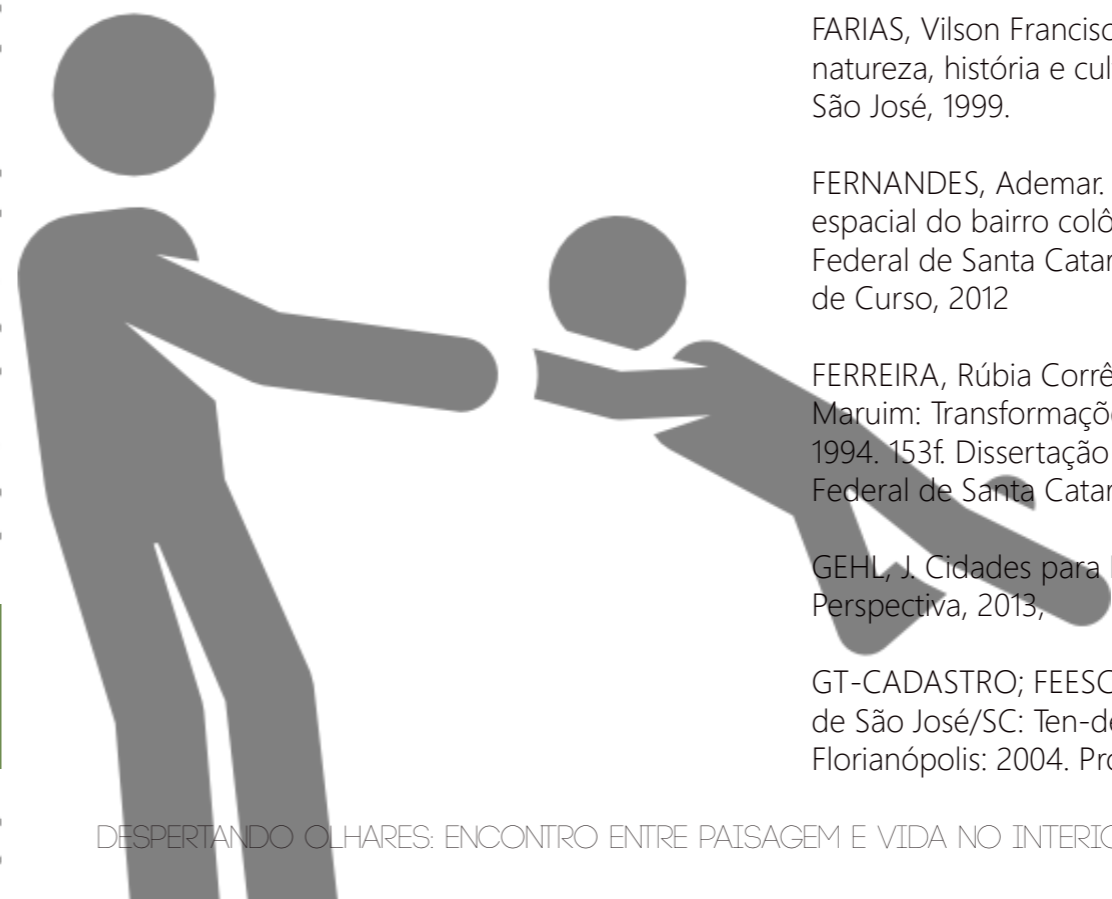 FARIAS, Vilson Francisc
natureza, história e cul
São José, 1999.
FERNANDES, Ademar.
espacial do bairro colô
Federal de Santa Catar
de Curso, 2012
FERREIRA, Rúbia Corrê
Maruim: Transformaçõ
1994. 153f. Dissertação
Federal de Santa Catar
GEHL, J. Cidades para
Perspectiva, 2013,
GT-CADASTRO; FEESC
de São José/SC: Ten-de
Florianópolis: 2004. Pro
DESPERTANDO OLHARES: ENCONTRO ENTRE PAISAGEM E VIDA NO INTERIO